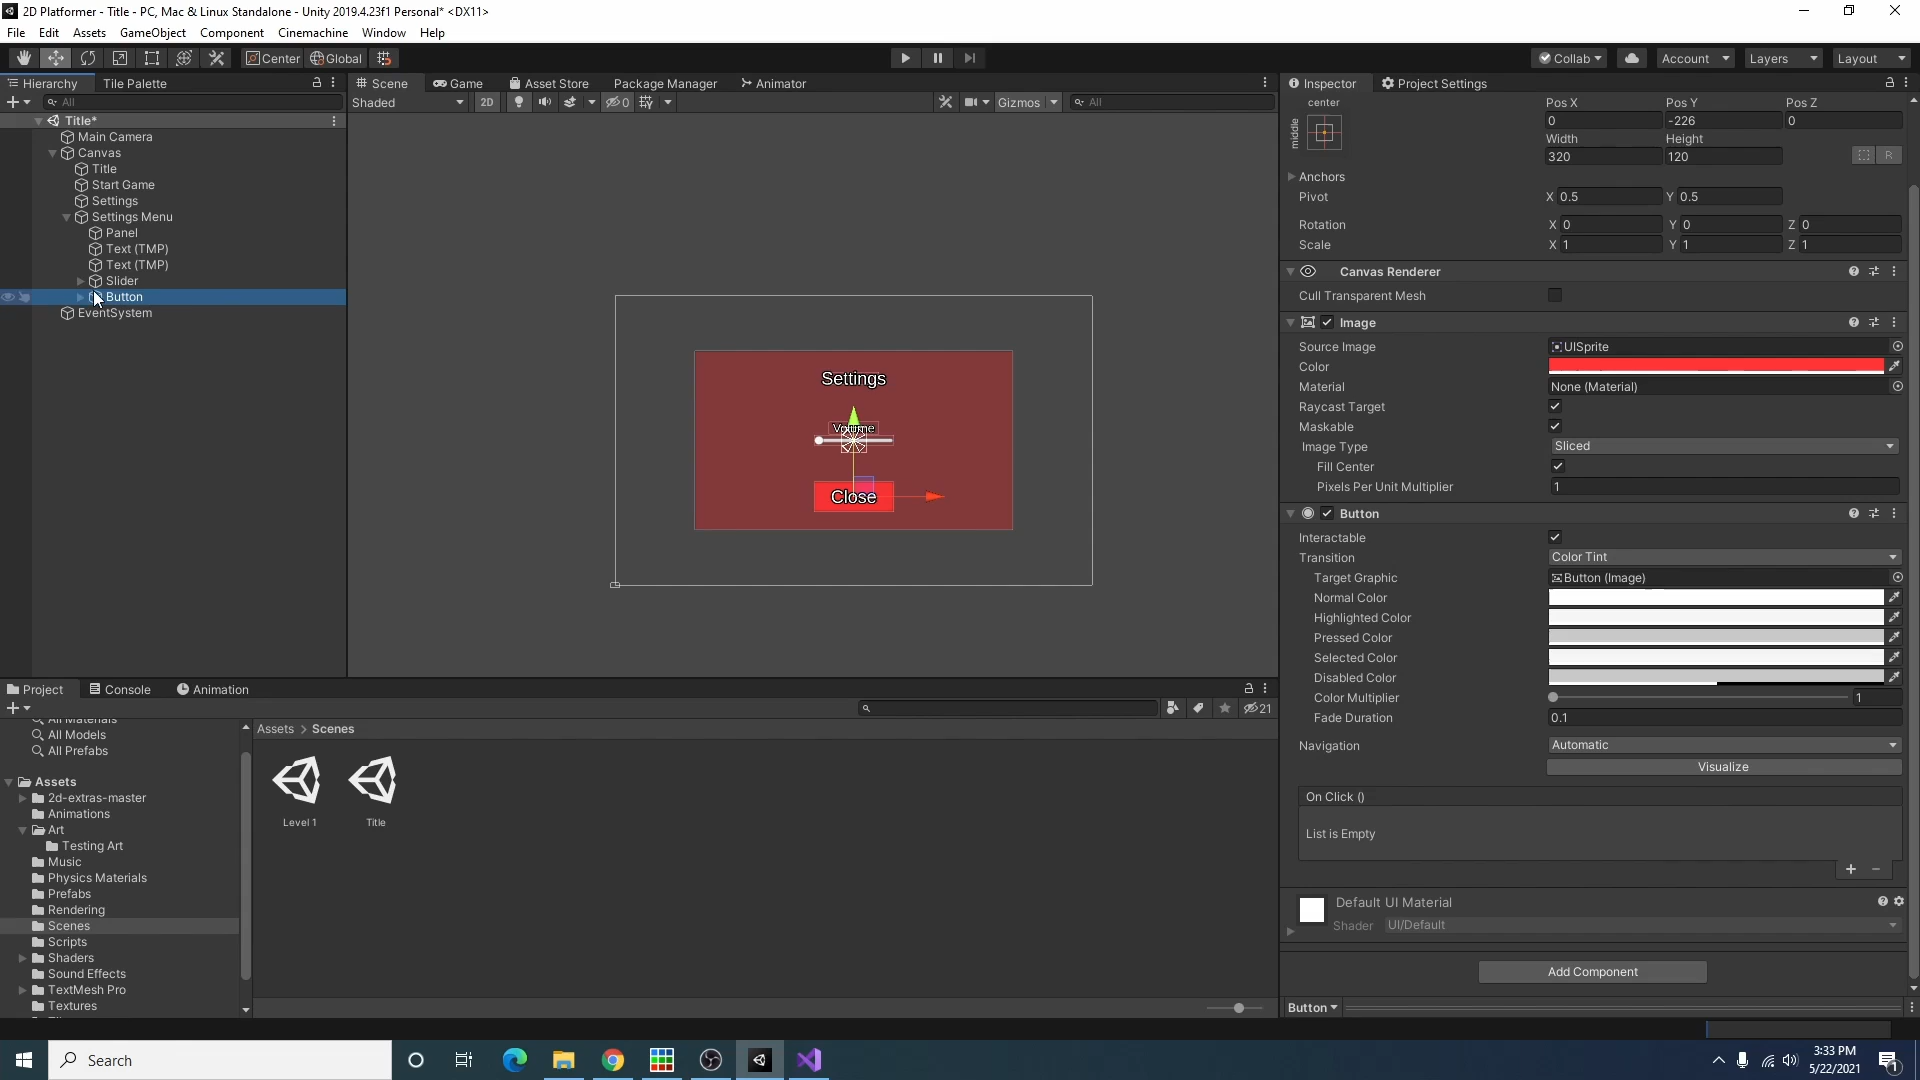 2D Platformer - Title - PC, Mac & Linux Standalone - Unity 2019.4.23f1 Personal* <DX11>
File Edit Assets GameObject Component Cinemachine Window Help
Center Global Collab Account Layers Layout
Hierarchy Tile Palette
All
Title*
Main Camera
Canvas
Title
Start Game
Settings
Settings Menu
Panel
Text (TMP)
Text (TMP)
Slider
Button
EventSystem
Scene Game Asset Store Package Manager Animator
Shaded 2D 0 Gizmos All
Settings
Volume
Close
Inspector Project Settings
center
middle
Pos X Pos Y Pos Z
0 -226 0
Width Height
320 120
R
Anchors
Pivot X 0.5 Y 0.5
Rotation X 0 Y 0 Z 0
Scale X 1 Y 1 Z 1
Canvas Renderer
Cull Transparent Mesh
Image
Source Image UISprite
Color
Material None (Material)
Raycast Target
Maskable
Image Type Sliced
Fill Center
Pixels Per Unit Multiplier 1
Button
Interactable
Transition Color Tint
Target Graphic Button (Image)
Normal Color
Highlighted Color
Pressed Color
Selected Color
Disabled Color
Color Multiplier 1
Fade Duration 0.1
Navigation Automatic
Visualize
On Click ()
List is Empty
Default UI Material
Shader UI/Default
Add Component
Button
Project Console Animation
21
All Materials
All Models
All Prefabs
Assets
2d-extras-master
Animations
Art
Testing Art
Music
Physics Materials
Prefabs
Rendering
Scenes
Scripts
Shaders
Sound Effects
TextMesh Pro
Textures
Assets > Scenes
Level 1 Title
Search
3:33 PM
5/22/2021
1